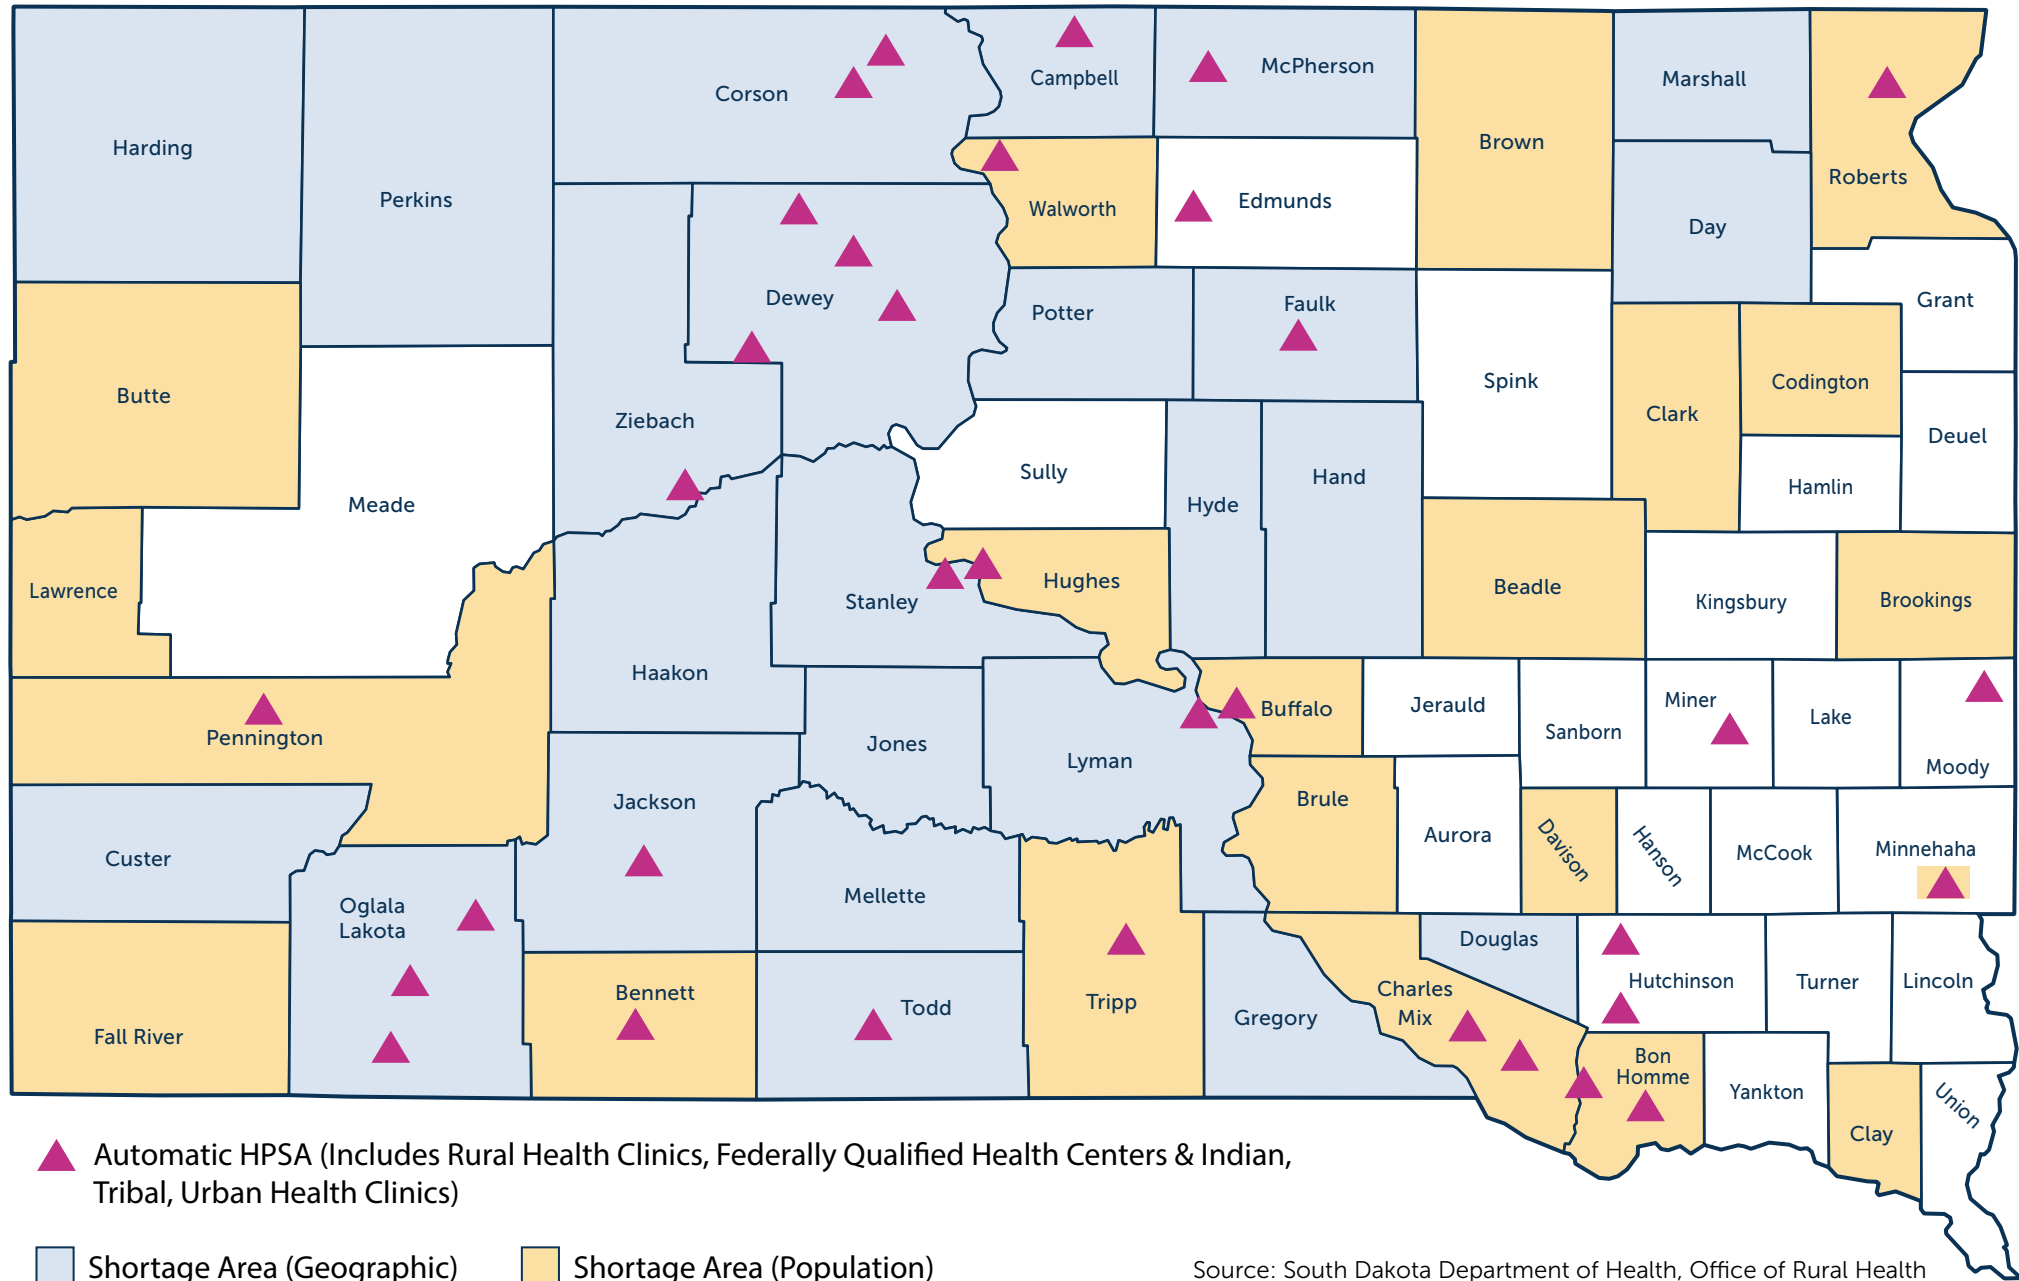 Harding
Perkins
Corson
Campbell
McPherson
Brown
Marshall
Roberts
Walworth
Edmunds
Day
Dewey
Potter
Faulk
Grant
Butte
Ziebach
Spink
Clark
Codington
Deuel
Meade
Sully
Hyde
Hand
Hamlin
Lawrence
Stanley
Hughes
Beadle
Kingsbury
Brookings
Haakon
Pennington
Jones
Lyman
Buffalo
Jerauld
Sanborn
Miner
Lake
Moody
Custer
Jackson
Brule
Aurora
Davison
Hanson
McCook
Minnehaha
Oglala
Lakota
Mellette
Douglas
Fall River
Bennett
Todd
Tripp
Gregory
Charles
Mix
Hutchinson
Turner
Lincoln
Bon
Homme
Yankton
Clay
Union
Automatic HPSA (Includes Rural Health Clinics, Federally Qualified Health Centers & Indian,
Tribal, Urban Health Clinics)
Shortage Area (Geographic)
Shortage Area (Population)
Source: South Dakota Department of Health, Office of Rural Health